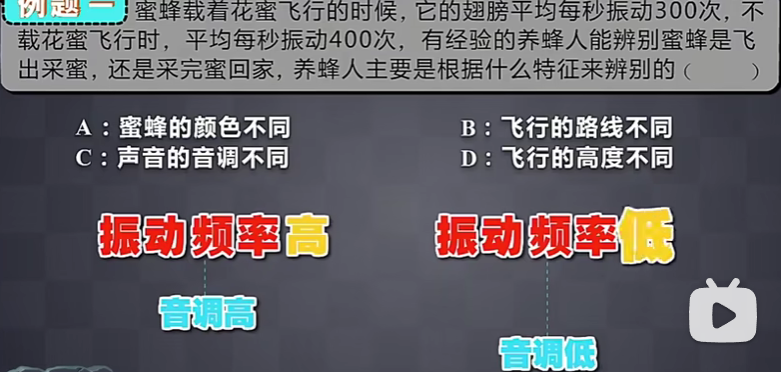 例题一
蜜蜂载着花蜜飞行的时候，它的翅膀平均每秒振动300次，不
载花蜜飞行时，平均每秒振动400次，有经验的养蜂人能辨别蜜蜂是飞
出采蜜，还是采完蜜回家，养蜂人主要是根据什么特征来辨别的（　　）
A：蜜蜂的颜色不同
B：飞行的路线不同
C：声音的音调不同
D：飞行的高度不同
振动频率高
振动频率低
音调高
音调低